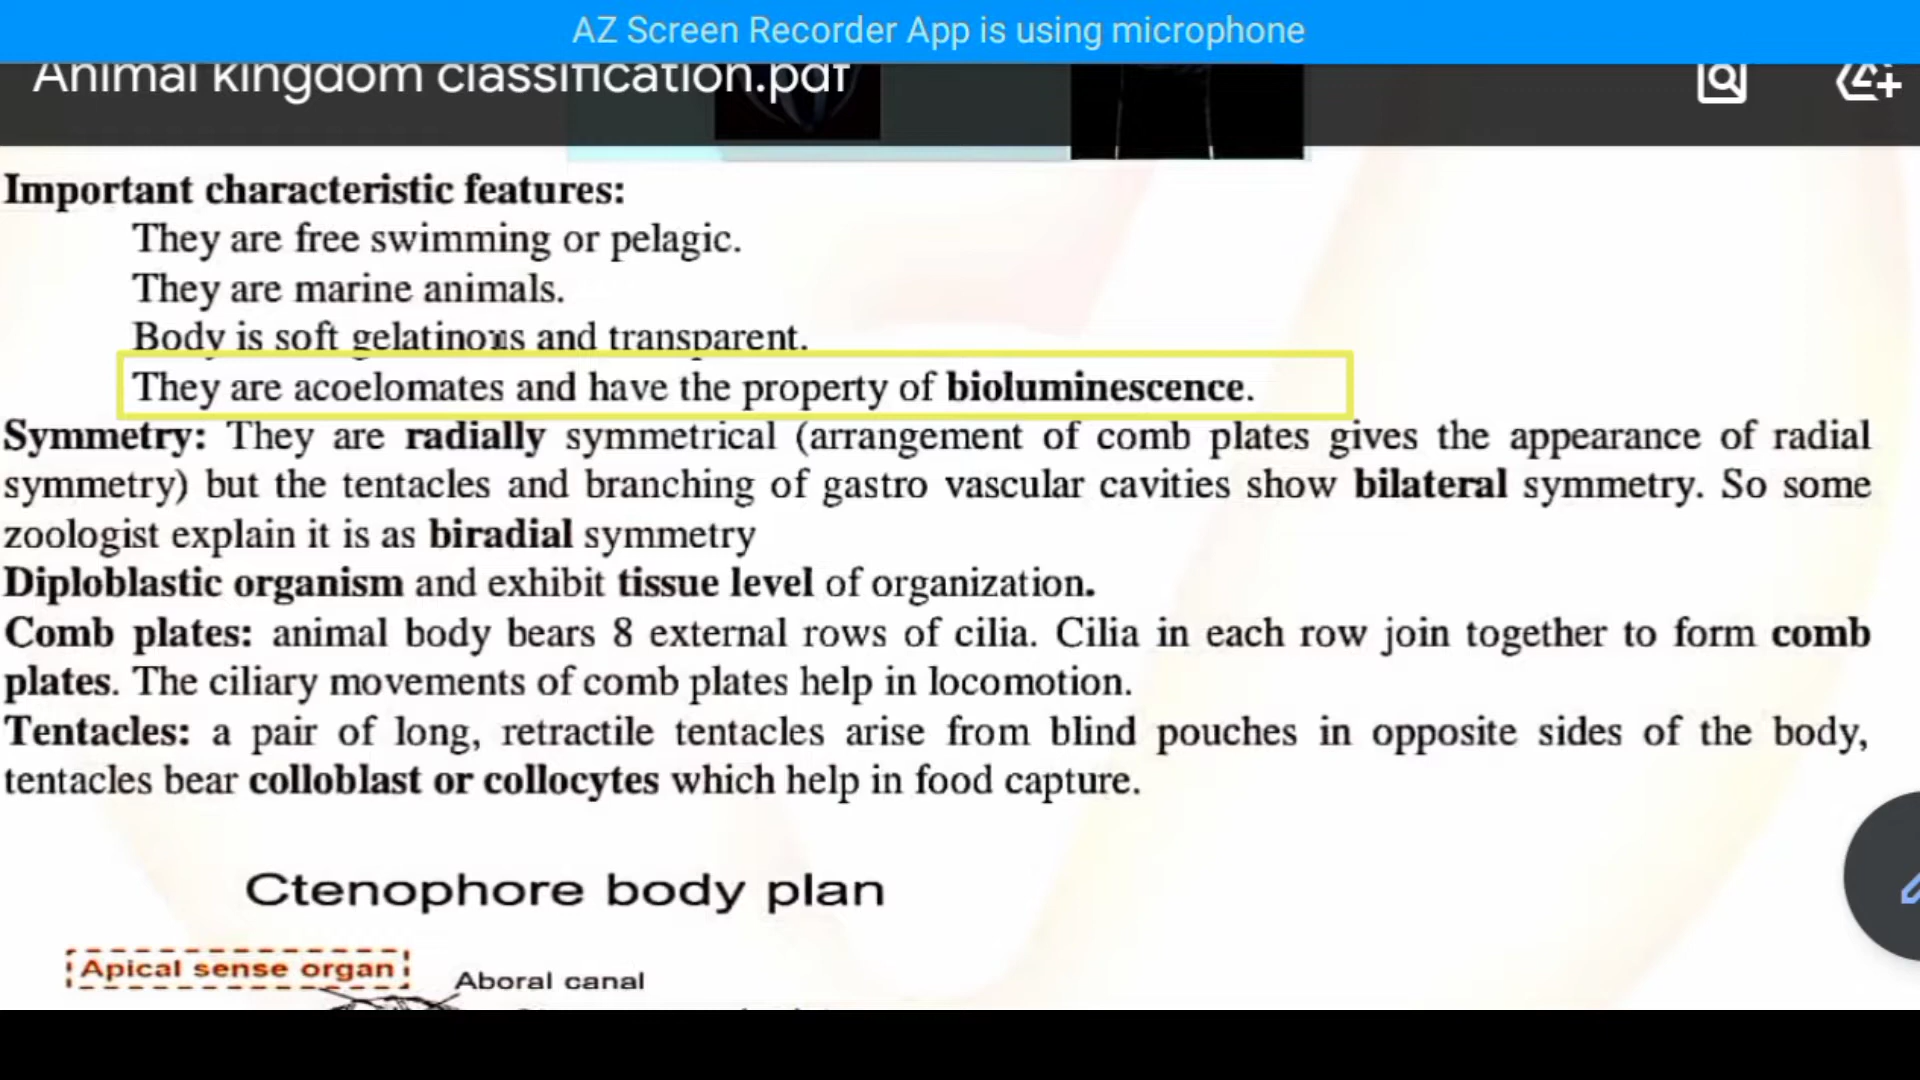 AZ Screen Recorder App is using microphone
Animal kingdom classification.pdf
Important characteristic features:
They are free swimming or pelagic.
They are marine animals.
Body is soft gelatinous and transparent.
They are acoelomates and have the property of bioluminescence.
Symmetry: They are radially symmetrical (arrangement of comb plates gives the appearance of radial
symmetry) but the tentacles and branching of gastro vascular cavities show bilateral symmetry. So some
zoologist explain it is as biradial symmetry
Diploblastic organism and exhibit tissue level of organization.
Comb plates: animal body bears 8 external rows of cilia. Cilia in each row join together to form comb
plates. The ciliary movements of comb plates help in locomotion.
Tentacles: a pair of long, retractile tentacles arise from blind pouches in opposite sides of the body,
tentacles bear colloblast or collocytes which help in food capture.
Ctenophore body plan
Apical sense organ
Aboral canal